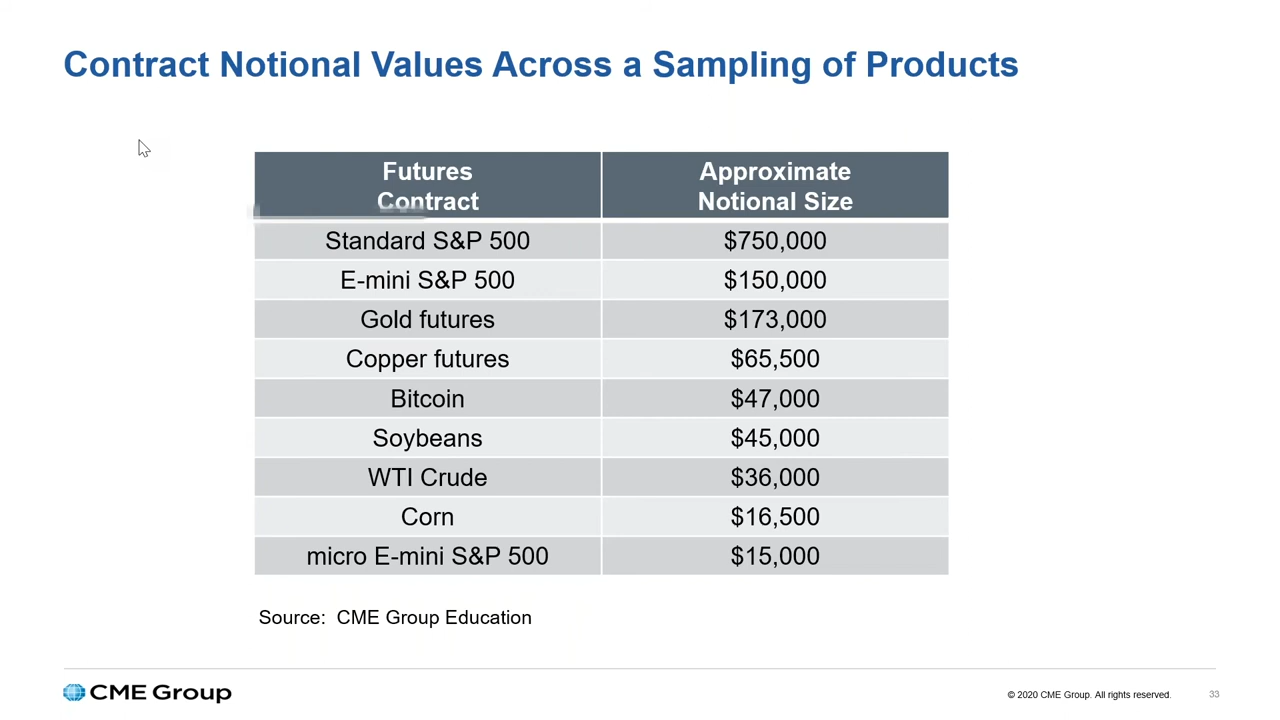 Contract Notional Values Across a Sampling of Products
Futures Contract Approximate Notional Size
Standard S&P 500 $750,000
E-mini S&P 500 $150,000
Gold futures $173,000
Copper futures $65,500
Bitcoin $47,000
Soybeans $45,000
WTI Crude $36,000
Corn $16,500
micro E-mini S&P 500 $15,000
Source: CME Group Education
CME Group
© 2020 CME Group. All rights reserved. 33